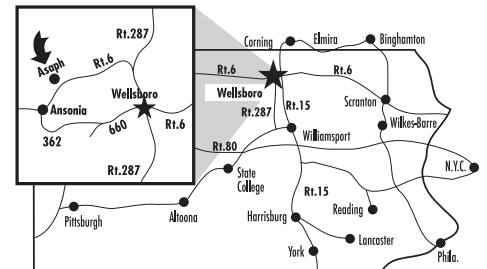 Rt.287
Asaph
Rt.6
Wellsboro
Ansonia
660
Rt.6
362
Rt.287
Corning
Elmira
Binghamton
Rt.6
Rt.6
Wellsboro
Rt.287
Rt.15
Scranton
Wilkes-Barre
Williamsport
Rt.80
State
College
N.Y.C.
Rt.15
Pittsburgh
Altoona
Harrisburg
Reading
Lancaster
York
Phila.